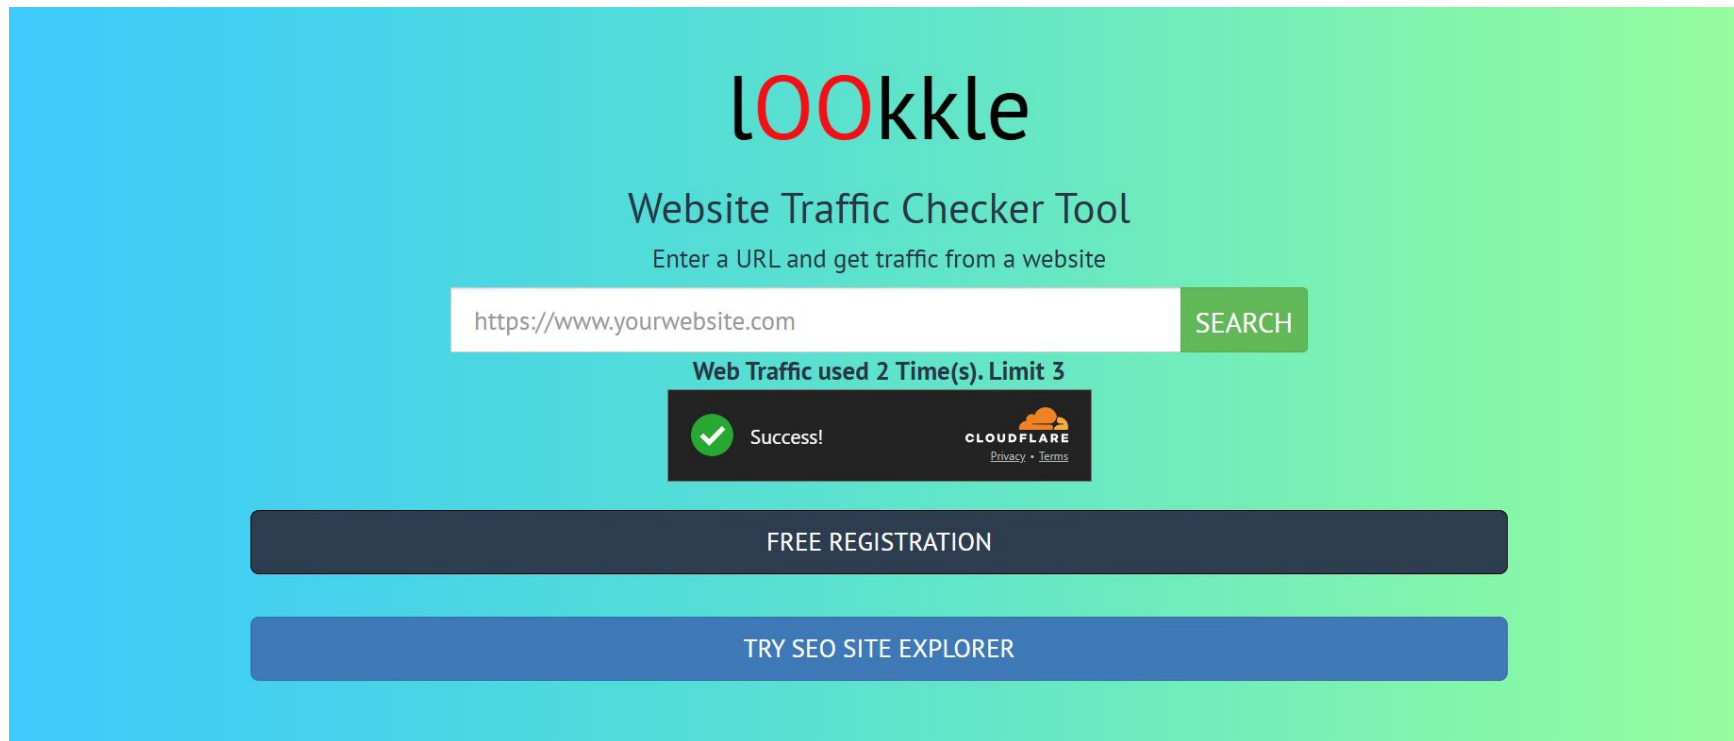 lOOkkle
Website Traffic Checker Tool
Enter a URL and get traffic from a website
https://www.yourwebsite.com
SEARCH
Web Traffic used 2 Time(s). Limit 3
Success!
CLOUDFLARE
Privacy • Terms
FREE REGISTRATION
TRY SEO SITE EXPLORER